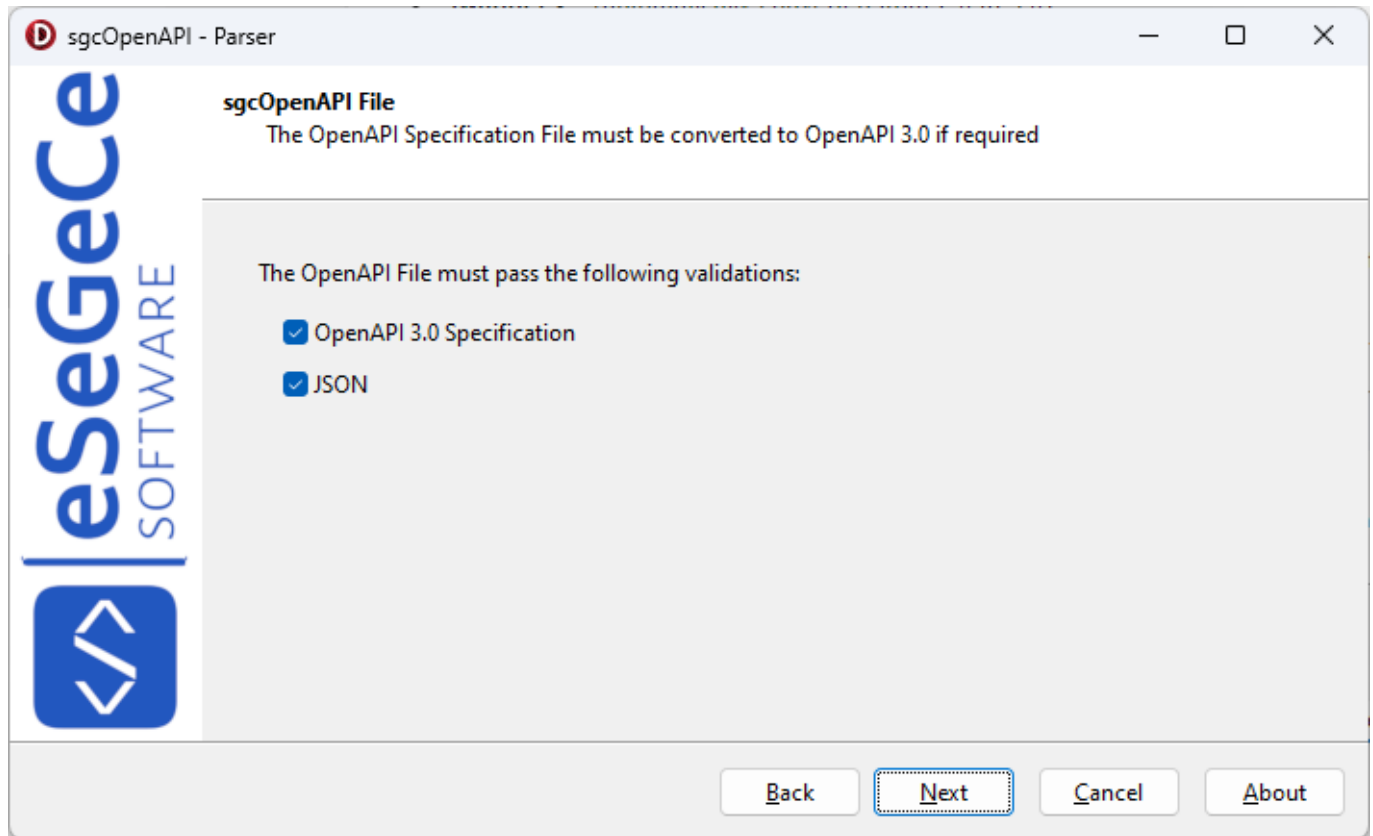 sgcOpenAPI - Parser
eSeGeCe
SOFTWARE
sgcOpenAPI File
The OpenAPI Specification File must be converted to OpenAPI 3.0 if required
The OpenAPI File must pass the following validations:
OpenAPI 3.0 Specification
JSON
Back
Next
Cancel
About